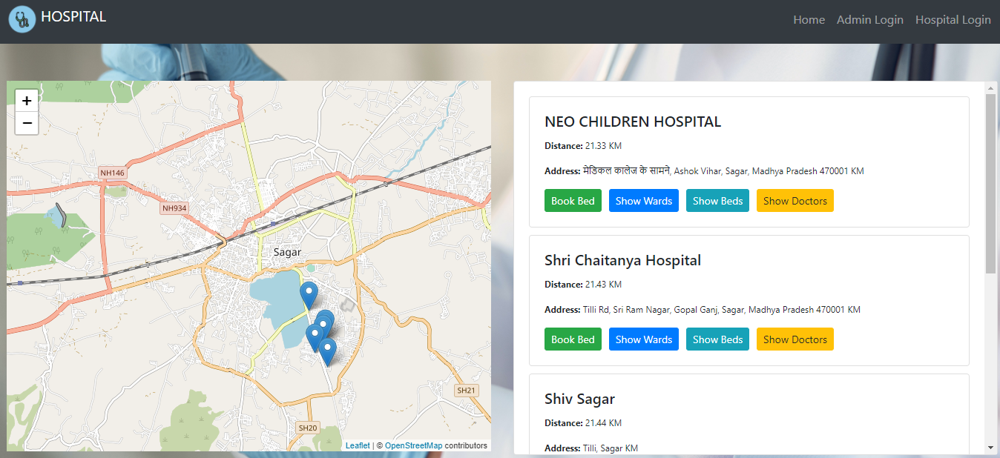 HOSPITAL
Home Admin Login Hospital Login
+
−
NH146
NH934
Sagar
SH21
SH20
Leaflet | © OpenStreetMap contributors
NEO CHILDREN HOSPITAL
Distance: 21.33 KM
Address: मेडिकल कालेज के सामने, Ashok Vihar, Sagar, Madhya Pradesh 470001 KM
Book Bed Show Wards Show Beds Show Doctors
Shri Chaitanya Hospital
Distance: 21.43 KM
Address: Tilli Rd, Sri Ram Nagar, Gopal Ganj, Sagar, Madhya Pradesh 470001 KM
Book Bed Show Wards Show Beds Show Doctors
Shiv Sagar
Distance: 21.44 KM
Address: Tilli, Sagar KM